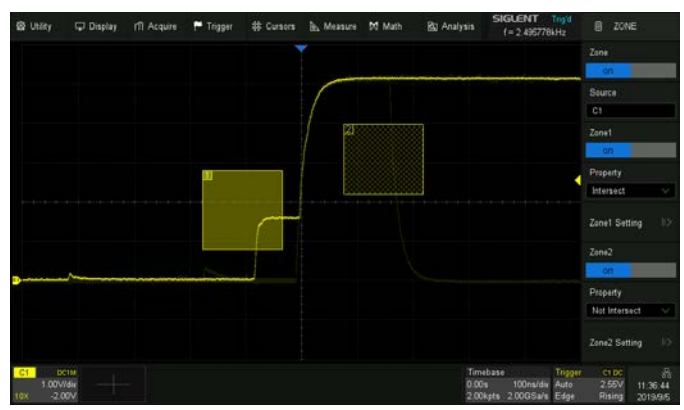 Utility Display Acquire Trigger Cursors Measure Math Analysis
SIGLENT Trig'd
f = 2.495778kHz
ZONE
Zone
on
Source
C1
Zone1
on
Property
Intersect
Zone1 Setting
Zone2
on
Property
Not Intersect
Zone2 Setting
1
2
C1 DC1M
1.00V/div
10X -2.00V
Timebase
0.00s 100ns/div
2.00kpts 2.00GSa/s
Trigger C1 DC
Auto 2.55V
Edge Rising
11:36:44
2019/9/5